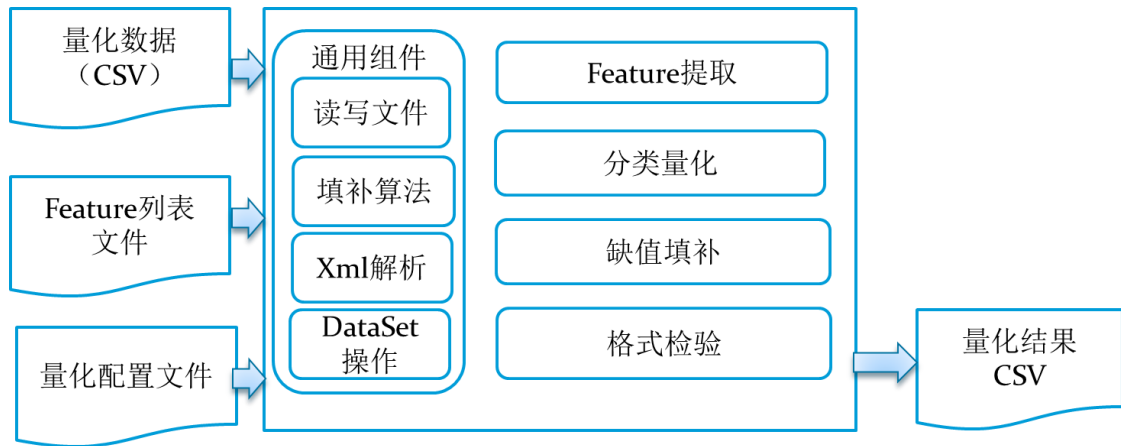 量化数据
（CSV）
Feature列表
文件
量化配置文件
通用组件
读写文件
填补算法
Xml解析
DataSet
操作
Feature提取
分类量化
缺值填补
格式检验
量化结果
CSV